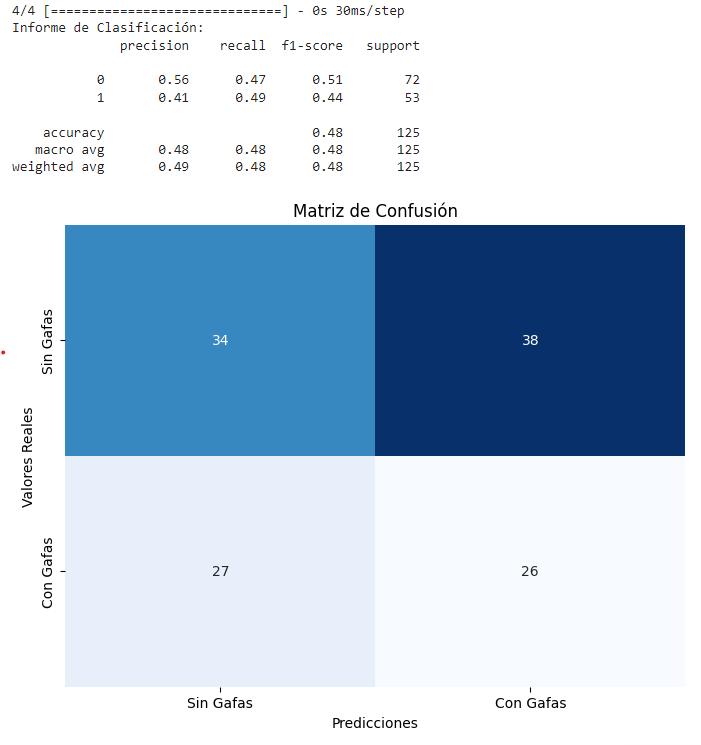 4/4 [==============================] - 0s 30ms/step
Informe de Clasificación:
precision recall f1-score support
0 0.56 0.47 0.51 72
1 0.41 0.49 0.44 53
accuracy 0.48 125
macro avg 0.48 0.48 0.48 125
weighted avg 0.49 0.48 0.48 125
Matriz de Confusión
Valores Reales
Sin Gafas
34 38
Con Gafas
27 26
Sin Gafas Con Gafas
Predicciones